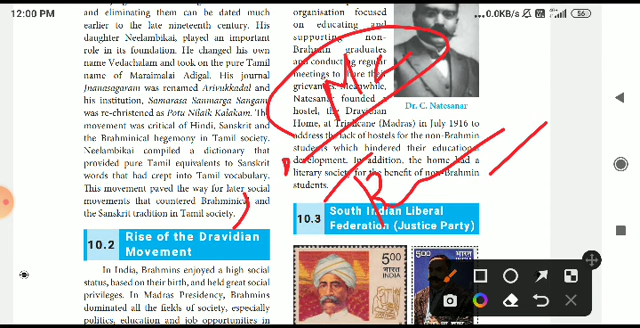 12:00 PM
...0.0KB/s
56
and eliminating them can be dated much
earlier to the late nineteenth century. His
daughter Neelambikai, played an important
role in its foundation. He changed his own
name Vedachalam and took on the pure Tamil
name of Maraimalai Adigal. His journal
Jnanasagaram was renamed Arivukkadal and
his institution, Samarasa Sanmarga Sangam
was re-christened as Potu Nilaik Kalakam. The
movement was critical of Hindi, Sanskrit and
the Brahminical hegemony in Tamil society.
Neelambikai compiled a dictionary that
provided pure Tamil equivalents to Sanskrit
words that had crept into Tamil vocabulary.
This movement paved the way for later social
movements that countered Brahminical and
the Sanskrit tradition in Tamil society.
10.2 Rise of the Dravidian
Movement
In India, Brahmins enjoyed a high social
status, based on their birth, and held great social
privileges. In Madras Presidency, Brahmins
dominated all the fields of society, especially
politics, education and job opportunities in
organisation focused
on educating and
supporting non-
Brahmin graduates
and conducting regular
meetings to share their
grievances. Meanwhile,
Natesanar founded a
hostel, the Dravidian
Home, at Triplicane (Madras) in July 1916 to
address the lack of hostels for the non-Brahmin
students which hindered their educational
development. In addition, the home had a
literary society for the benefit of non-Brahmin
students.
Dr. C. Natesanar
10.3 South Indian Liberal
Federation (Justice Party)
5.00
भारत
INDIA
5.00
भारत